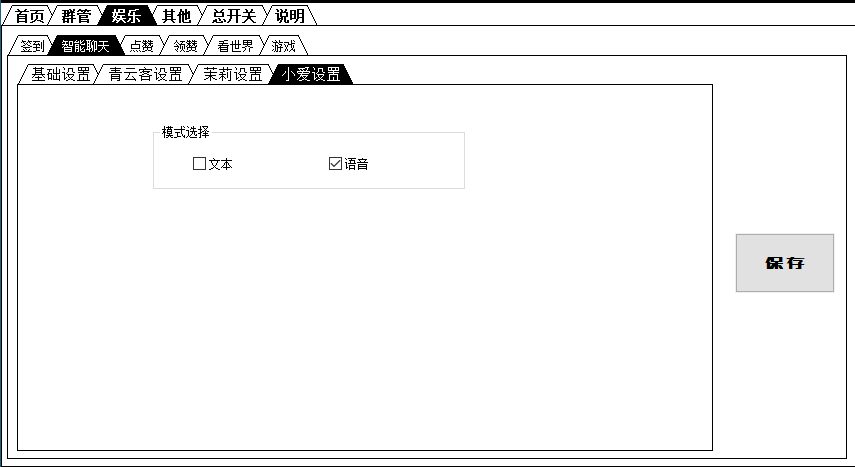 首页 群管 娱乐 其他 总开关 说明
签到 智能聊天 点赞 领赞 看世界 游戏
基础设置 青云客设置 茉莉设置 小爱设置
模式选择
文本 语音
保存